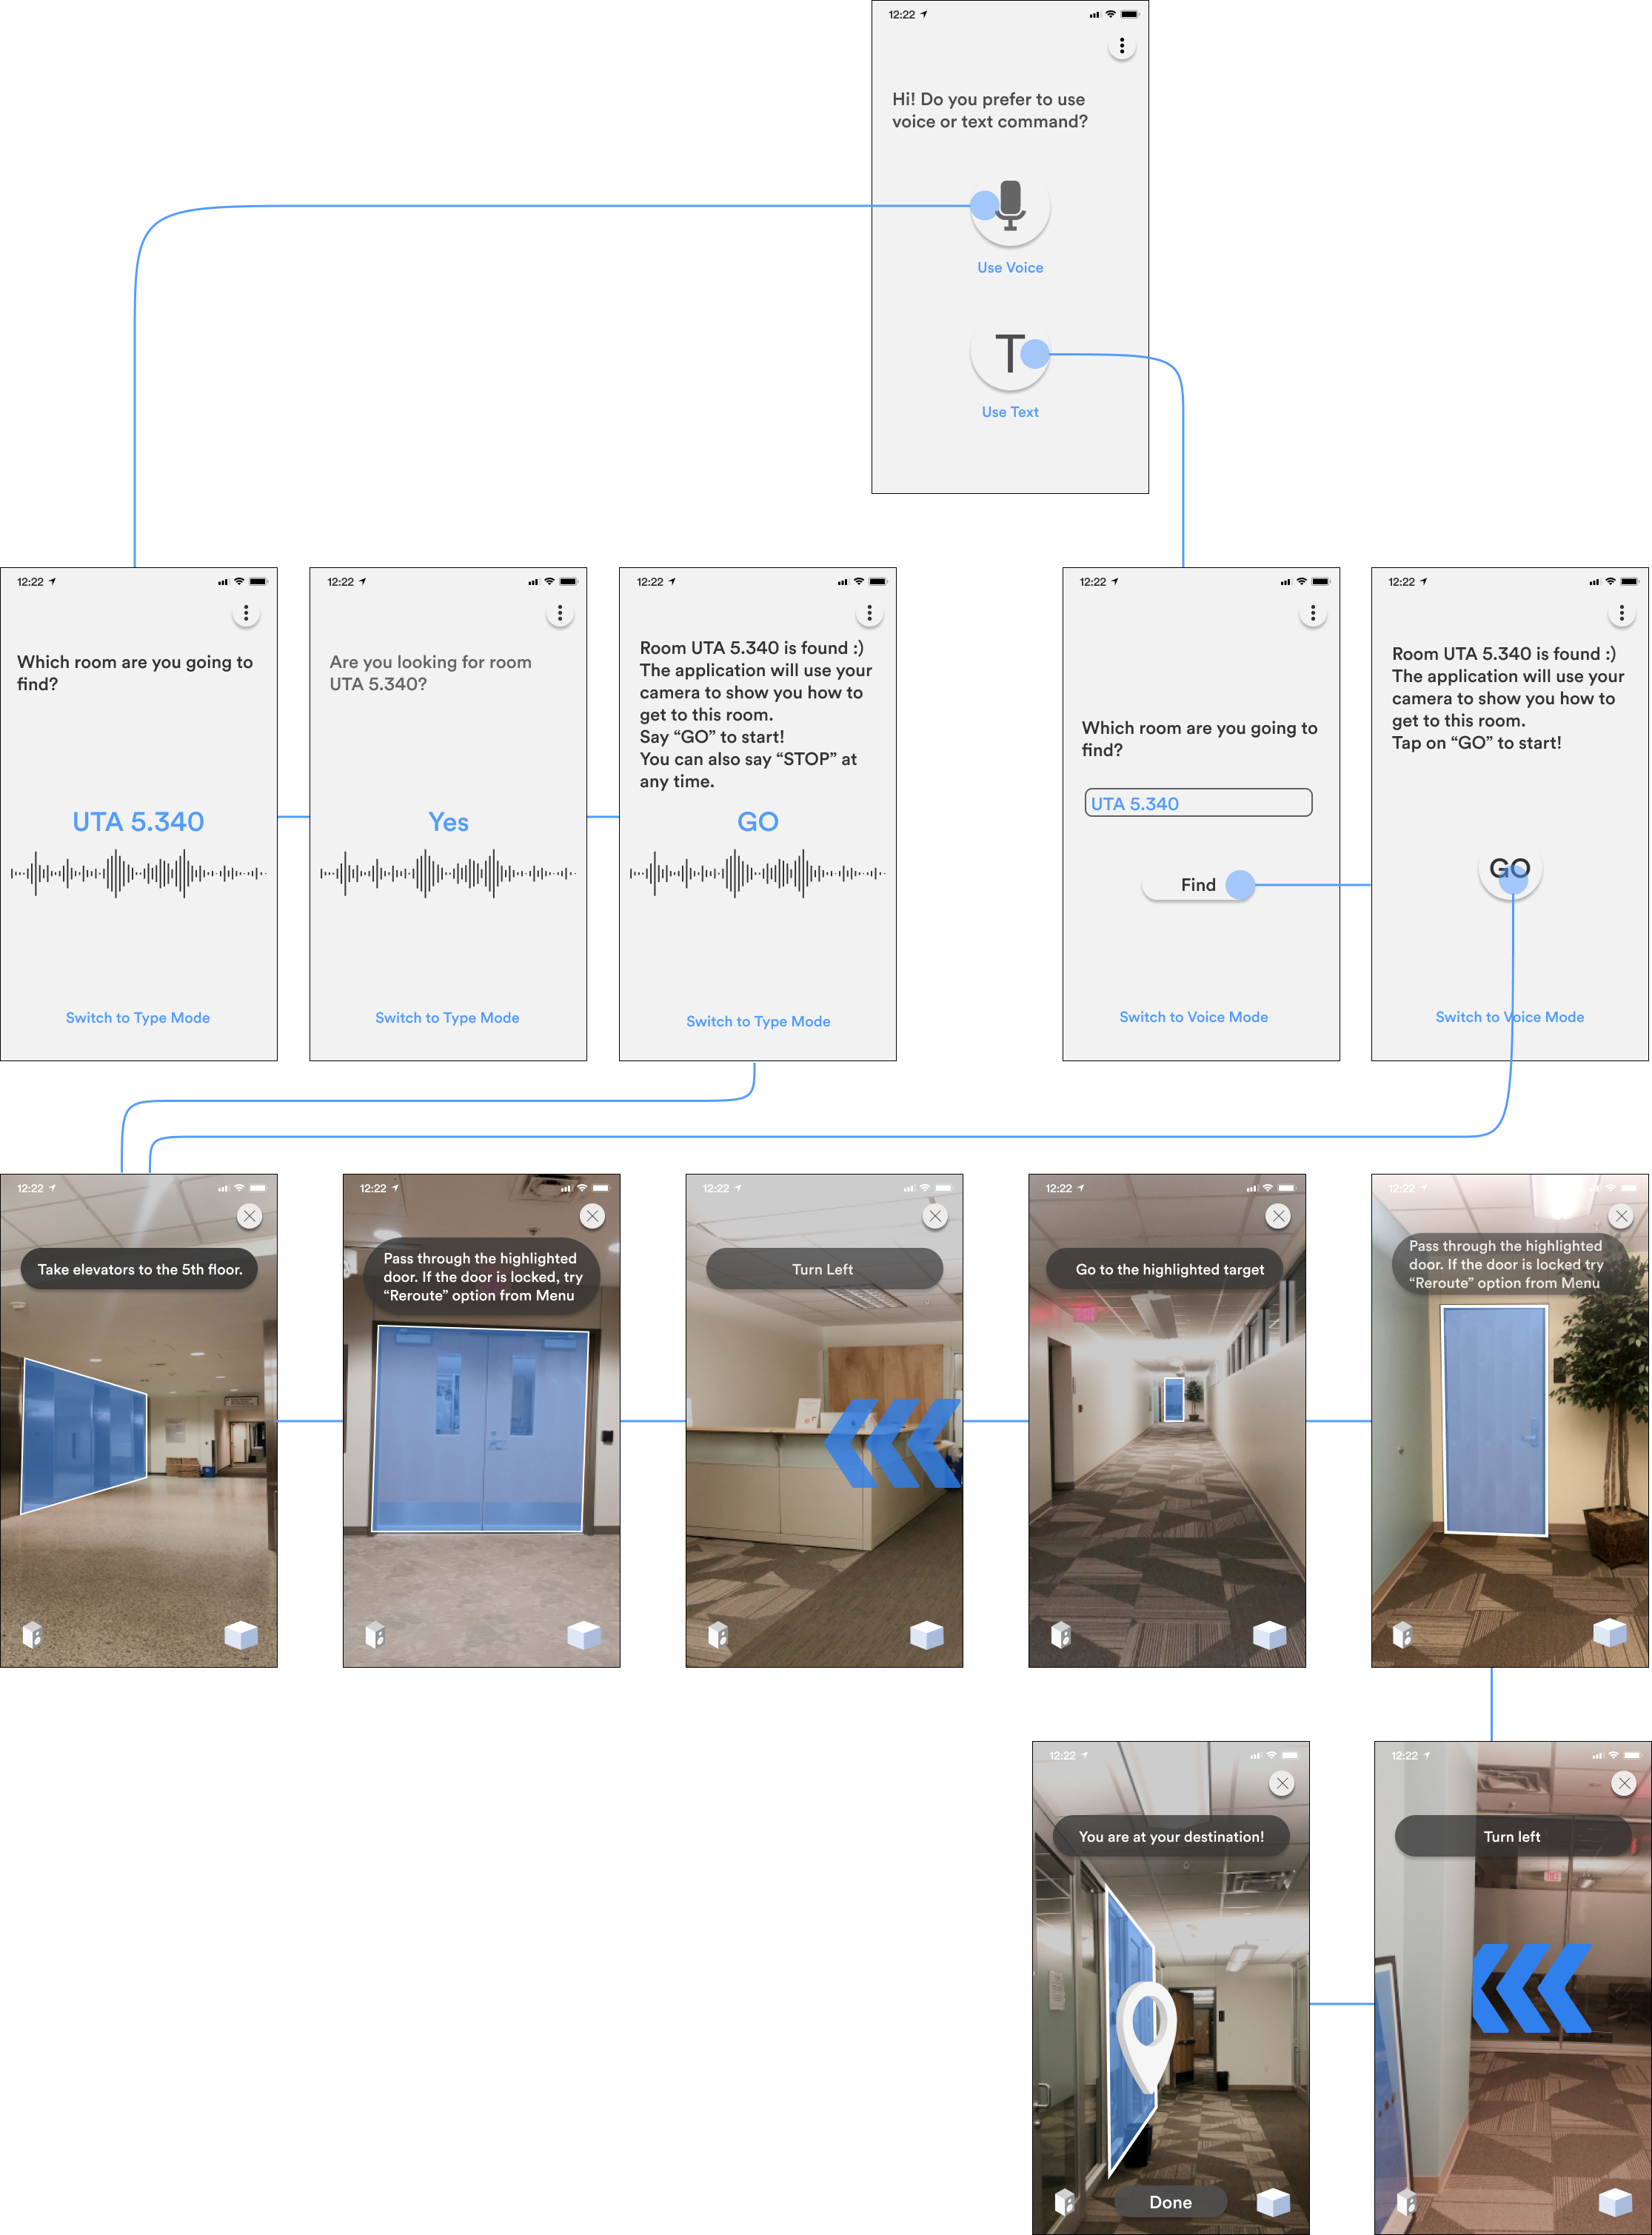 12:22
Hi! Do you prefer to use
voice or text command?
Use Voice
T
Use Text
12:22
Which room are you going to
find?
UTA 5.340
Switch to Type Mode
12:22
Are you looking for room
UTA 5.340?
Yes
Switch to Type Mode
12:22
Room UTA 5.340 is found :)
The application will use your
camera to show you how to
get to this room.
Say “GO” to start!
You can also say “STOP” at
any time.
GO
Switch to Type Mode
12:22
Which room are you going to
find?
UTA 5.340
Find
Switch to Voice Mode
12:22
Room UTA 5.340 is found :)
The application will use your
camera to show you how to
get to this room.
Tap on “GO” to start!
GO
Switch to Voice Mode
12:22
Take elevators to the 5th floor.
12:22
Pass through the highlighted
door. If the door is locked, try
“Reroute” option from Menu
12:22
Turn Left
12:22
Go to the highlighted target
EXIT
12:22
Pass through the highlighted
door. If the door is locked try
“Reroute” option from Menu
12:22
You are at your destination!
Done
12:22
Turn left